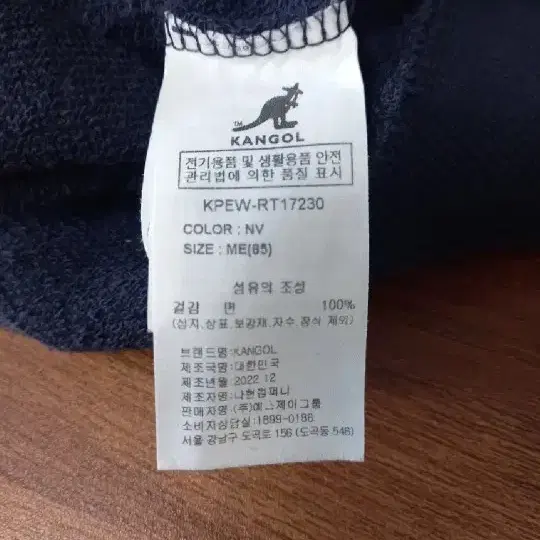 TM
KANGOL
전기용품 및 생활용품 안전
관리법에 의한 품질 표시
KPEW-RT17230
COLOR : NV
SIZE : ME(85)
섬유의 조성
겉감 면 100%
(심지,상표,보강재,자수,장식 제외)
브랜드명:KANGOL
제조국명:대한민국
제조년월:2022.12
제조자명:나현컴퍼니
판매자명:(주)에스제이그룹
소비자상담실:1899-0188
서울 강남구 도곡로 156 (도곡동 548)